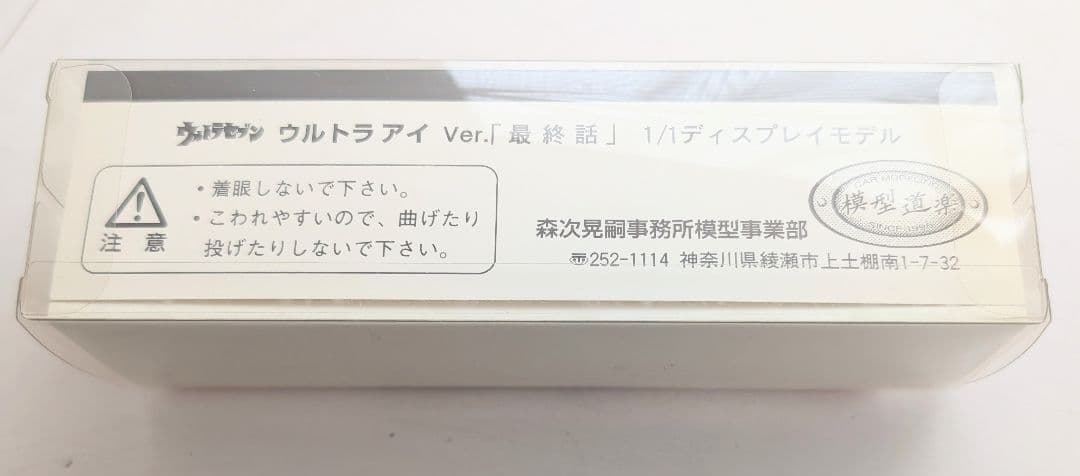 ウルトラセブン ウルトラアイ Ver.「最終話」 1/1ディスプレイモデル
注意
・着眼しないで下さい。
・こわれやすいので、曲げたり
投げたりしないで下さい。
模型道楽
森次晃嗣事務所模型事業部
〠252-1114 神奈川県綾瀬市上土棚南1-7-32